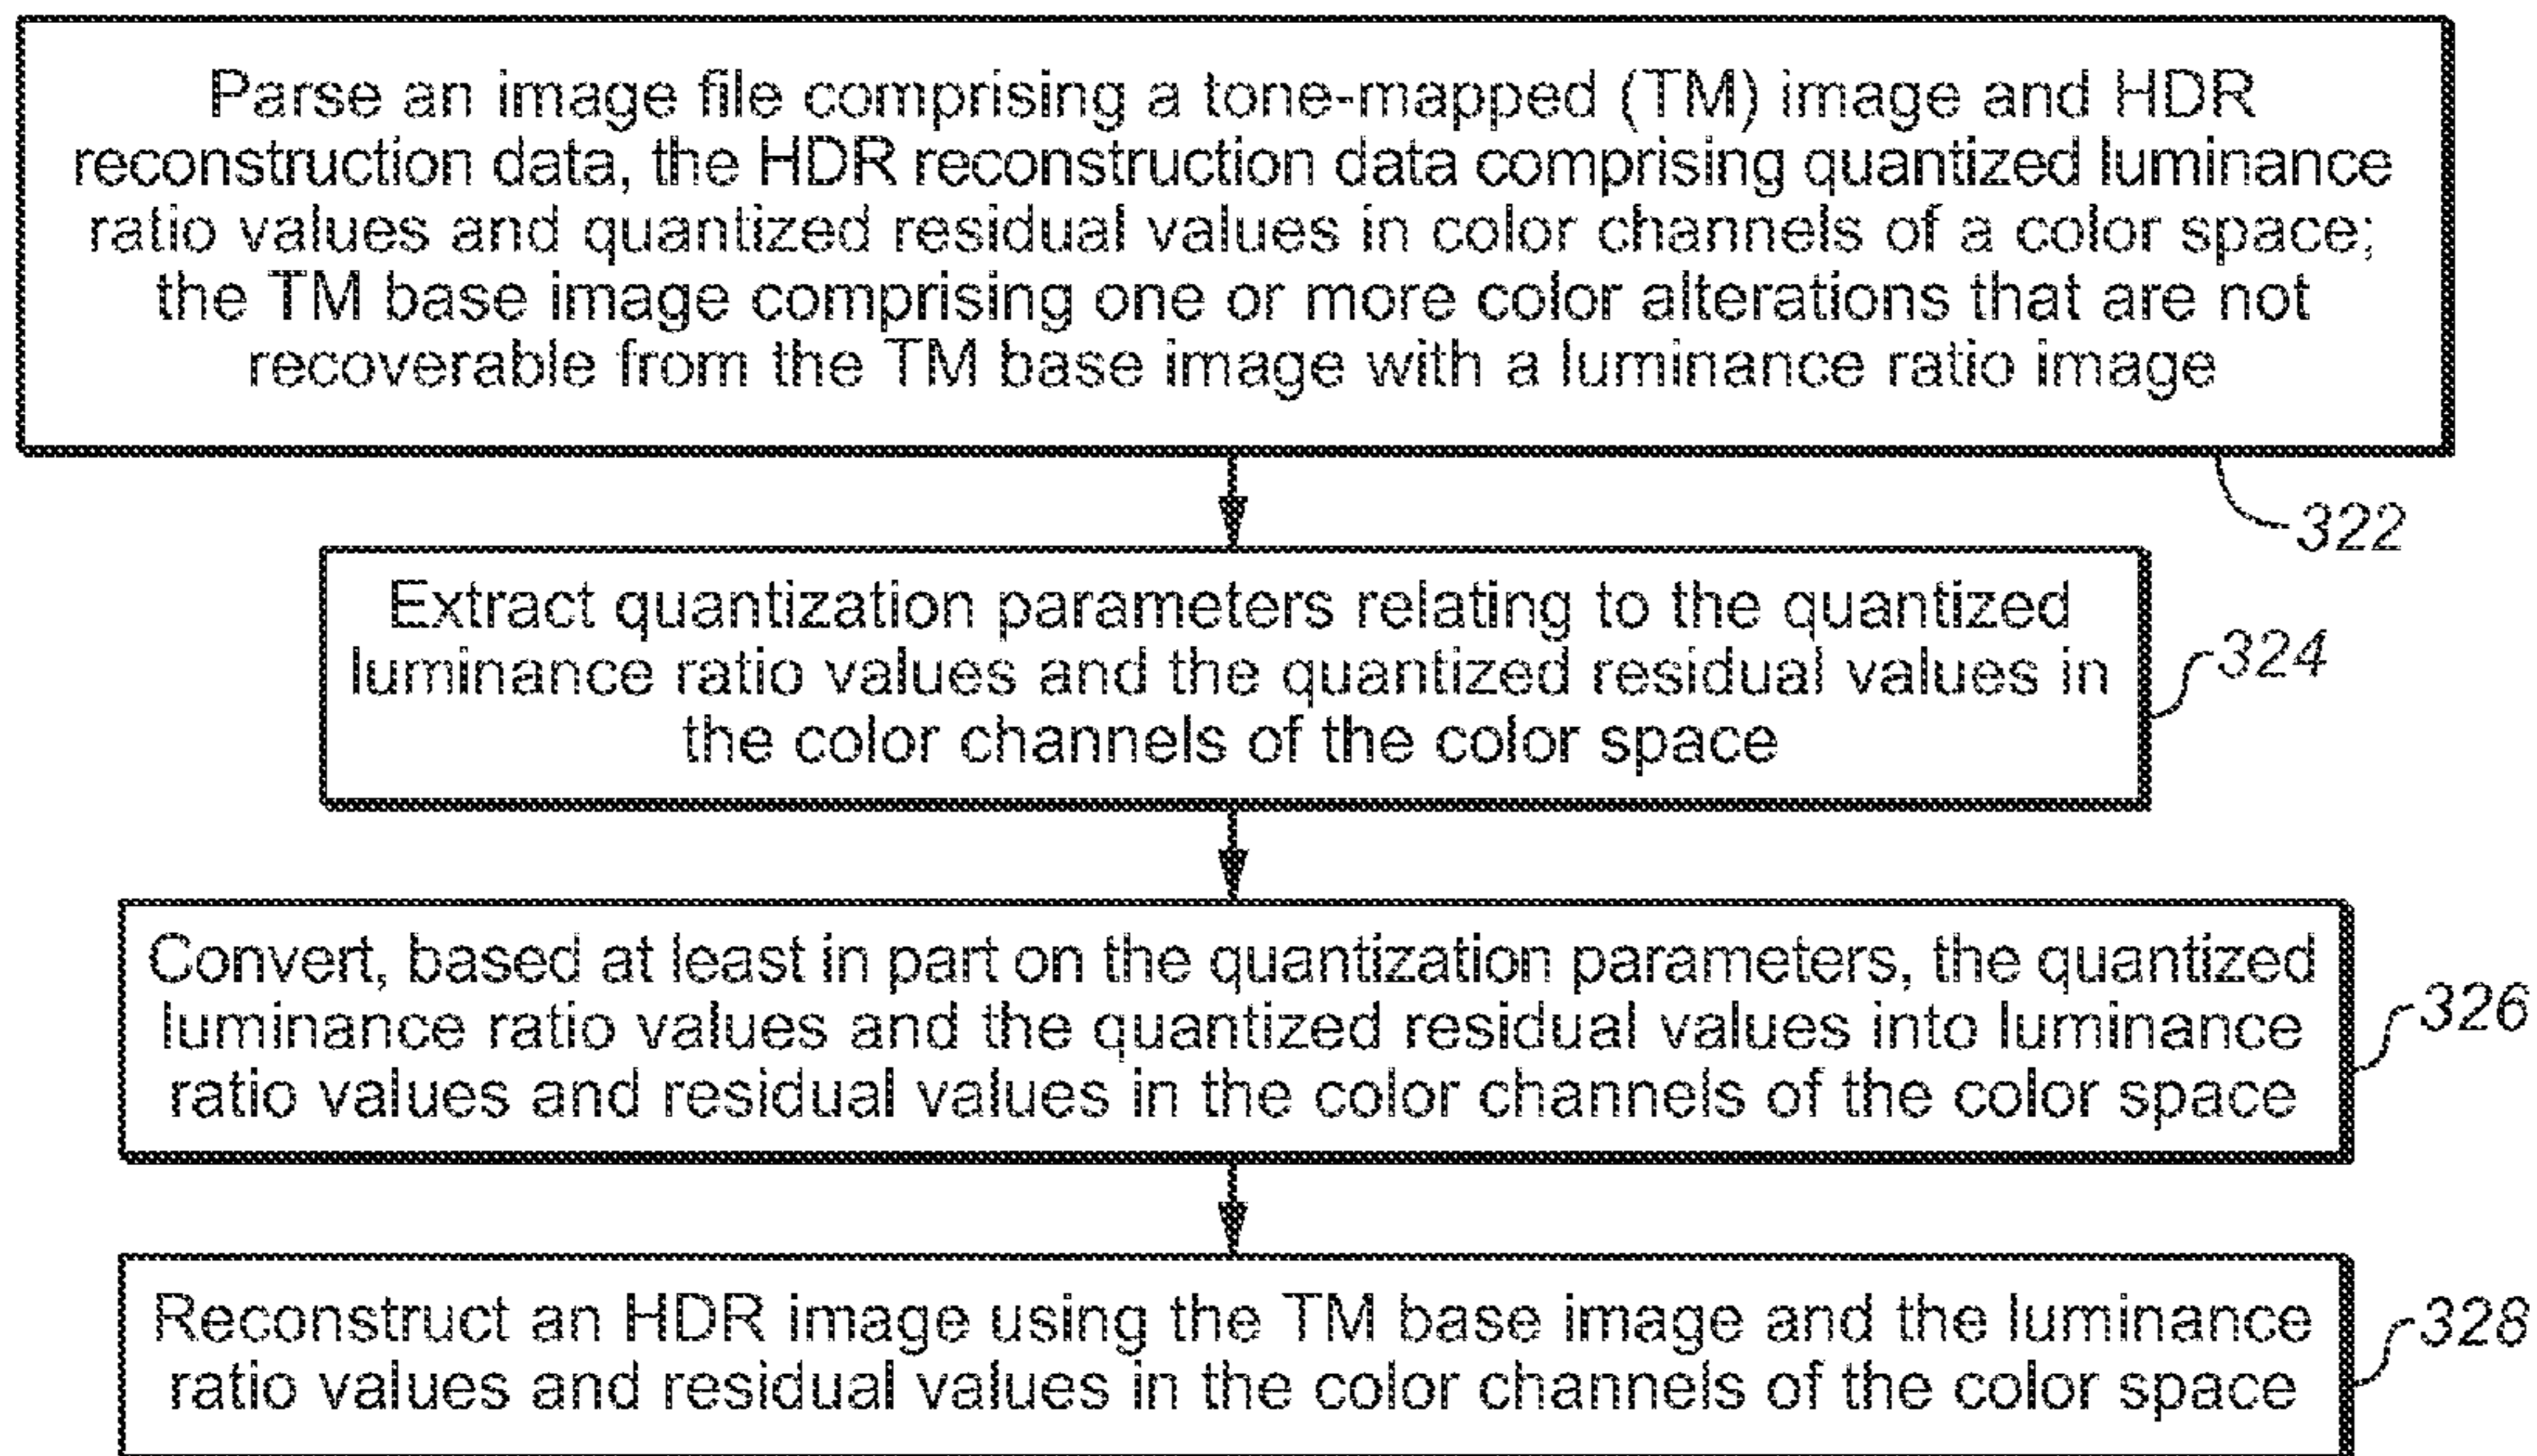 Parse an image file comprising a tone-mapped (TM) image and HDR
reconstruction data, the HDR reconstruction data comprising quantized luminance
ratio values and quantized residual values in color channels of a color space;
the TM base image comprising one or more color alterations that are not
recoverable from the TM base image with a luminance ratio image
322
Extract quantization parameters relating to the quantized
luminance ratio values and the quantized residual values in
the color channels of the color space
324
Convert, based at least in part on the quantization parameters, the quantized
luminance ratio values and the quantized residual values into luminance
ratio values and residual values in the color channels of the color space
326
Reconstruct an HDR image using the TM base image and the luminance
ratio values and residual values in the color channels of the color space
328